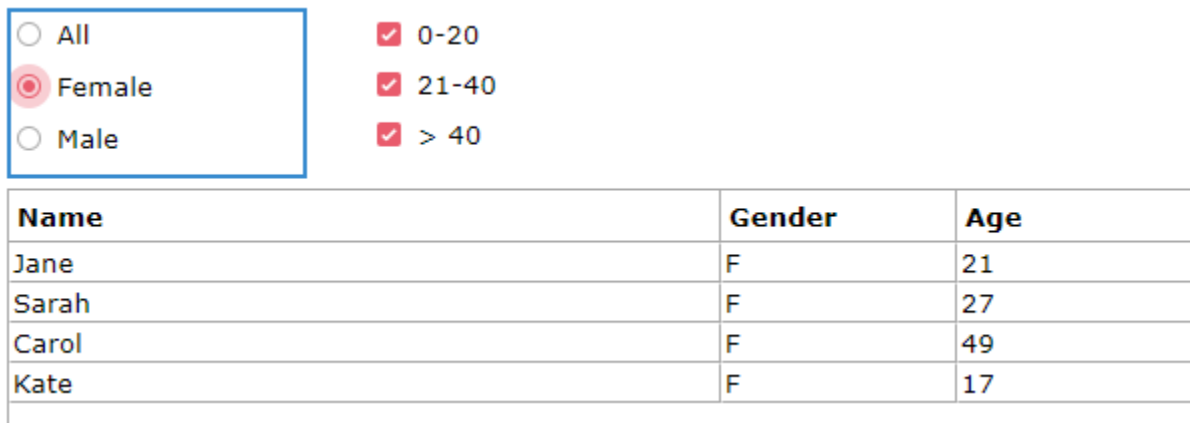 All 0-20
Female 21-40
Male > 40
Name Gender Age
Jane F 21
Sarah F 27
Carol F 49
Kate F 17